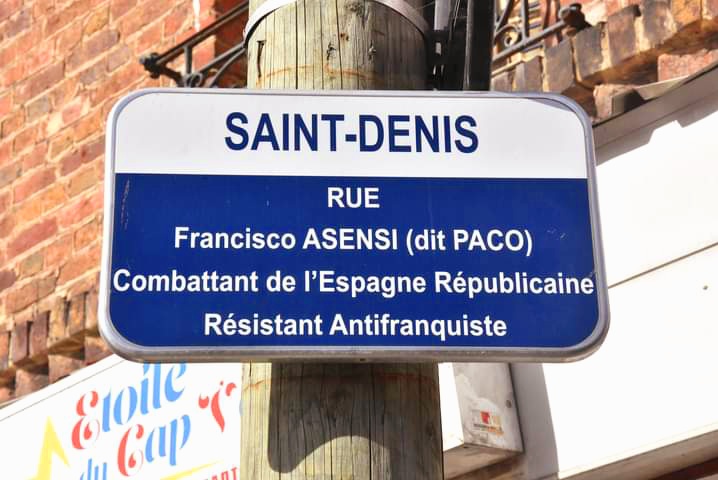 SAINT-DENIS
RUE
Francisco ASENSI (dit PACO)
Combattant de l'Espagne Républicaine
Résistant Antifranquiste
Etoile
du Cap